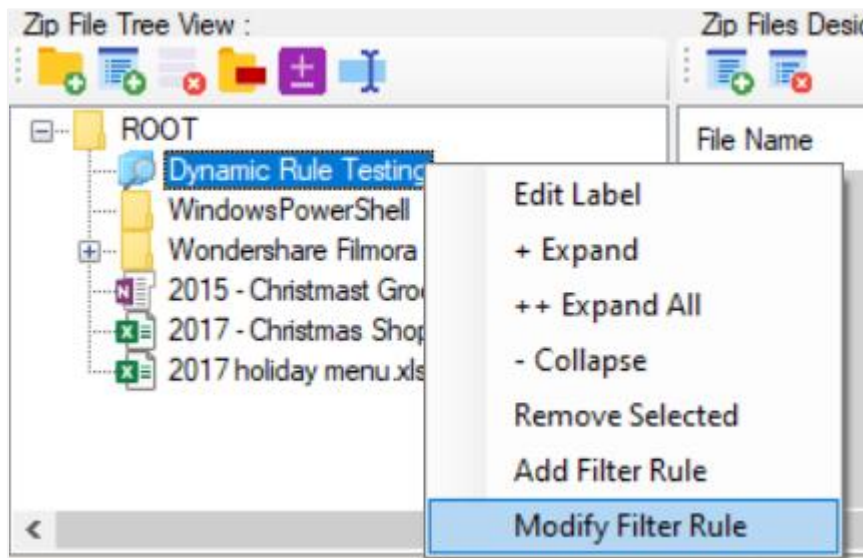 Zip File Tree View :
Zip Files Desic
ROOT
File Name
Dynamic Rule Testing
WindowsPowerShell
Wondershare Filmora
2015 - Christmast Gro
2017 - Christmas Shop
2017 holiday menu.xls
Edit Label
+ Expand
++ Expand All
- Collapse
Remove Selected
Add Filter Rule
Modify Filter Rule